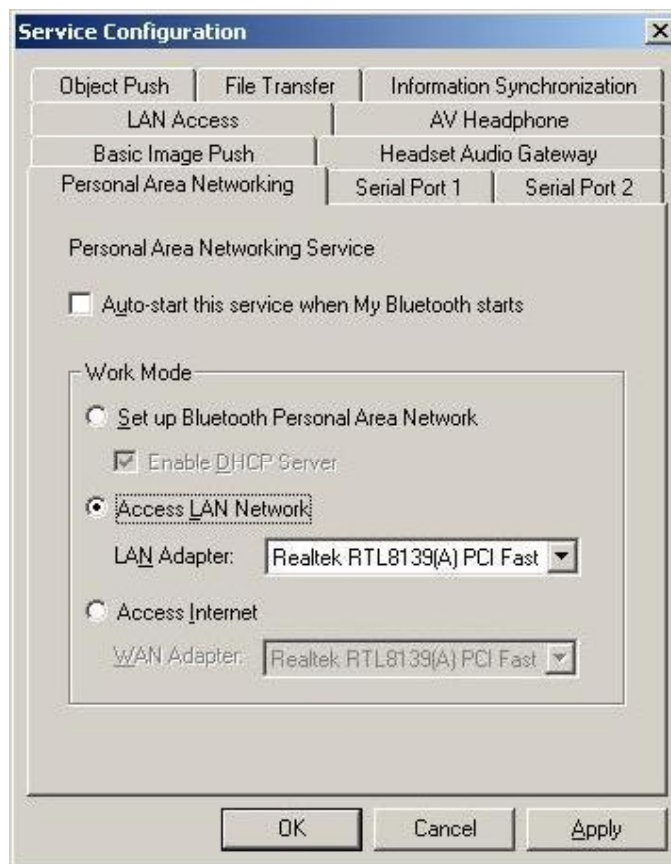 Service Configuration
Object Push File Transfer Information Synchronization
LAN Access AV Headphone
Basic Image Push Headset Audio Gateway
Personal Area Networking Serial Port 1 Serial Port 2
Personal Area Networking Service
Auto-start this service when My Bluetooth starts
Work Mode
Set up Bluetooth Personal Area Network
Enable DHCP Server
Access LAN Network
LAN Adapter: Realtek RTL8139(A) PCI Fast
Access Internet
WAN Adapter: Realtek RTL8139(A) PCI Fast
OK Cancel Apply